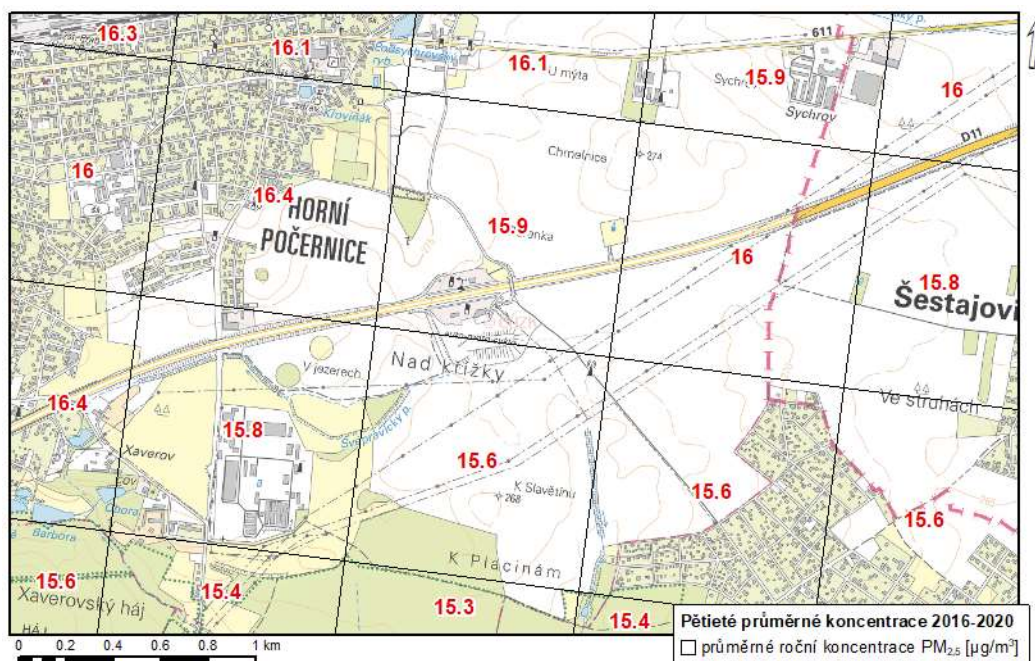 16.3
16.1
16.1
611
U mýta
15.9
Sychrov
16
D11
Chmelnice
274
Kroviňák
16
16.4
HORNÍ
POČERNICE
15.9
16
15.8
Šestajovi
Nad Křížky
V jezerech
Svépravický p.
Ve struhách
16.4
15.8
Xaverov
15.6
K Slavětínu
268
15.6
15.6
Barbora
K Placinám
15.6
15.4
15.3
15.4
Xaverovský háj
HÁJ
Pětileté průměrné koncentrace 2016-2020
průměrné roční koncentrace PM2,5 [µg/m³]
0 0.2 0.4 0.6 0.8 1 km